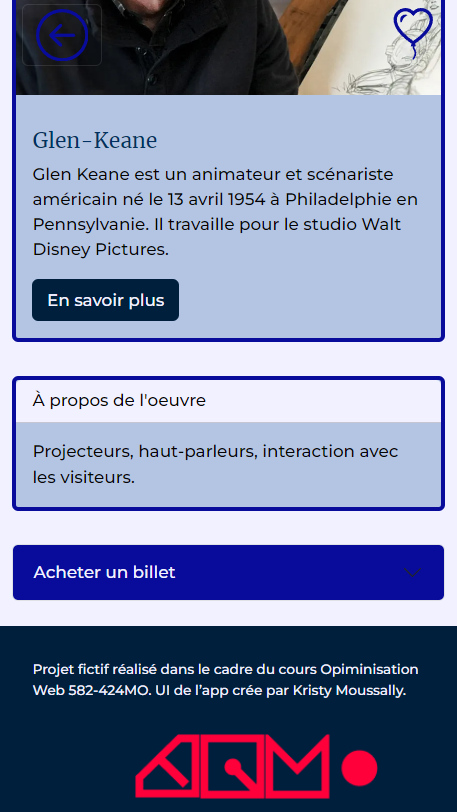 Glen-Keane
Glen Keane est un animateur et scénariste
américain né le 13 avril 1954 à Philadelphie en
Pennsylvanie. Il travaille pour le studio Walt
Disney Pictures.
En savoir plus
À propos de l'oeuvre
Projecteurs, haut-parleurs, interaction avec
les visiteurs.
Acheter un billet
Projet fictif réalisé dans le cadre du cours Opiminisation
Web 582-424MO. UI de l’app crée par Kristy Moussally.